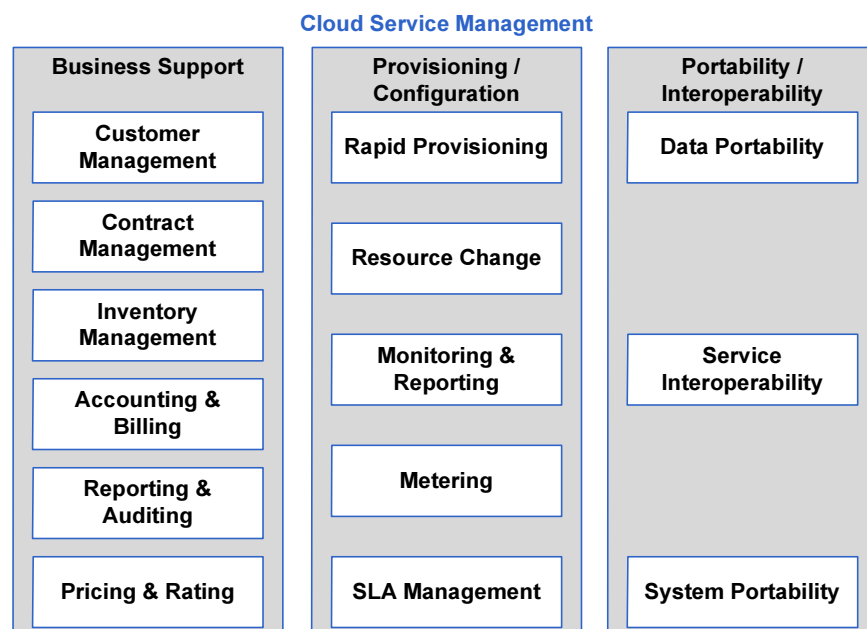 Cloud Service Management
Business Support
Customer
Management
Contract
Management
Inventory
Management
Accounting &
Billing
Reporting &
Auditing
Pricing & Rating
Provisioning /
Configuration
Rapid Provisioning
Resource Change
Monitoring &
Reporting
Metering
SLA Management
Portability /
Interoperability
Data Portability
Service
Interoperability
System Portability